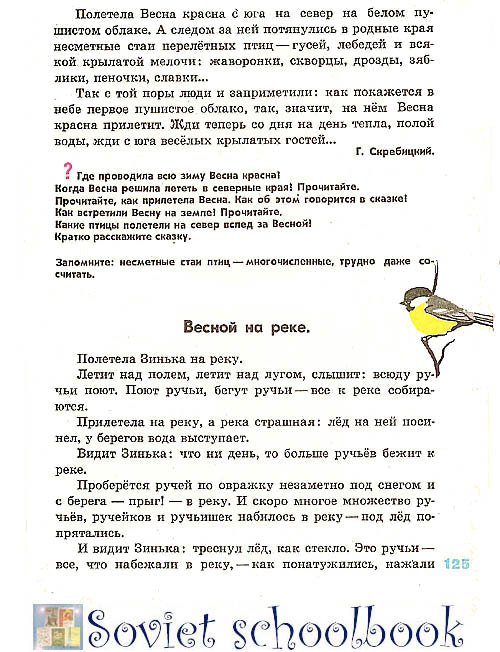 Полетела Весна красна с юга на север на белом пу-
шистом облаке. А следом за ней потянулись в родные края
несметные стаи перелётных птиц — гусей, лебедей и вся-
кой крылатой мелочи: жаворонки, скворцы, дрозды, зяб-
лики, пеночки, славки...
Так с той поры люди и заприметили: как покажется в
небе первое пушистое облако, так, значит, на нём Весна
красна прилетит. Жди теперь со дня на день тепла, полой
воды, жди с юга весёлых крылатых гостей...
Г. Скребицкий.
? Где проводила всю зиму Весна красна?
Когда Весна решила лететь в северные края? Прочитайте.
Прочитайте, как прилетела Весна. Как об этом говорится в сказке?
Как встретили Весну на земле? Прочитайте.
Какие птицы полетели на север вслед за Весной?
Кратко расскажите сказку.
Запомните: несметные стаи птиц — многочисленные, трудно даже со-
считать.
Весной на реке.
Полетела Зинька на реку.
Летит над полем, летит над лугом, слышит: всюду ру-
чьи поют. Поют ручьи, бегут ручьи — все к реке собира-
ются.
Прилетела на реку, а река страшная: лёд на ней поси-
нел, у берегов вода выступает.
Видит Зинька: что ни день, то больше ручьёв бежит к
реке.
Проберётся ручей по овражку незаметно под снегом и
с берега — прыг! — в реку. И скоро многое множество ру-
чьёв, ручейков и ручьишек набилось в реку — под лёд по-
прятались.
И видит Зинька: треснул лёд, как стекло. Это ручьи —
все, что набежали в реку, — как понатужились, нажали 125
Soviet schoolbook